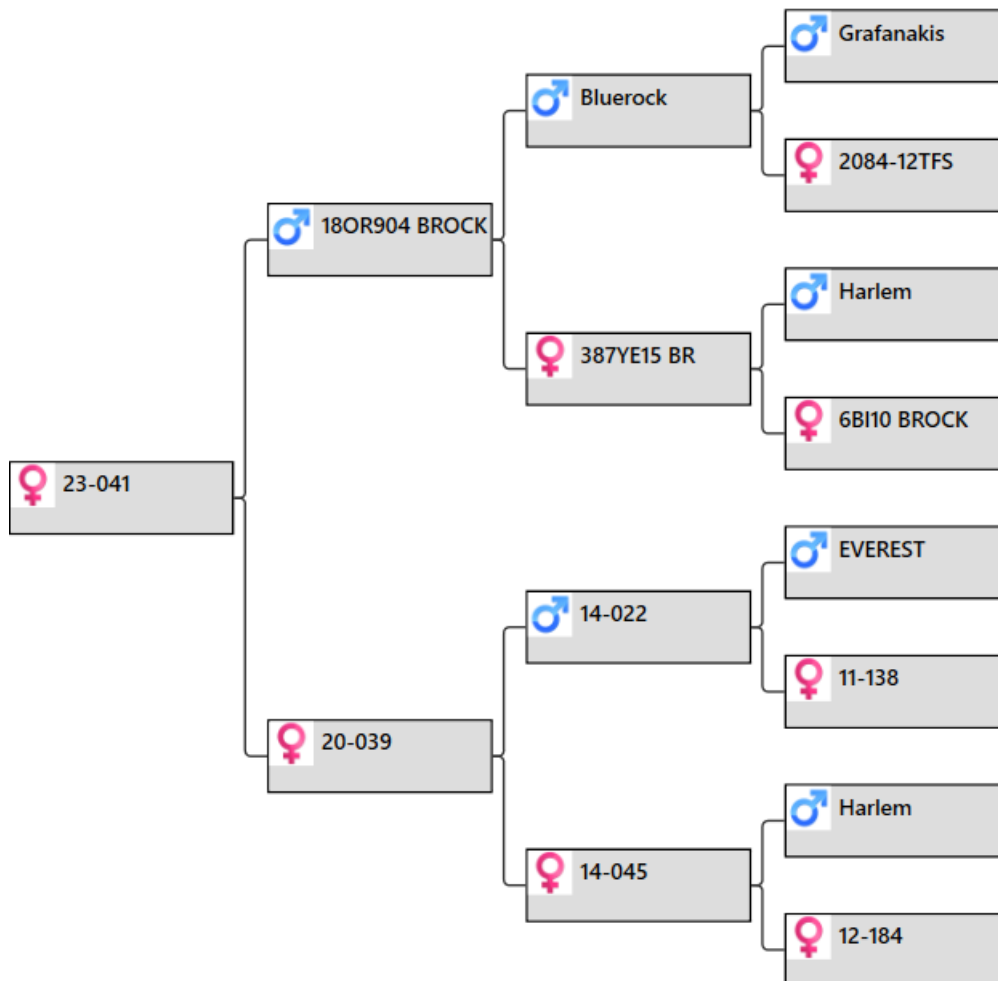 Grafanakis
Bluerock
2084-12TFS
18OR904 BROCK
Harlem
387YE15 BR
6BI10 BROCK
23-041
EVEREST
14-022
11-138
20-039
Harlem
14-045
12-184